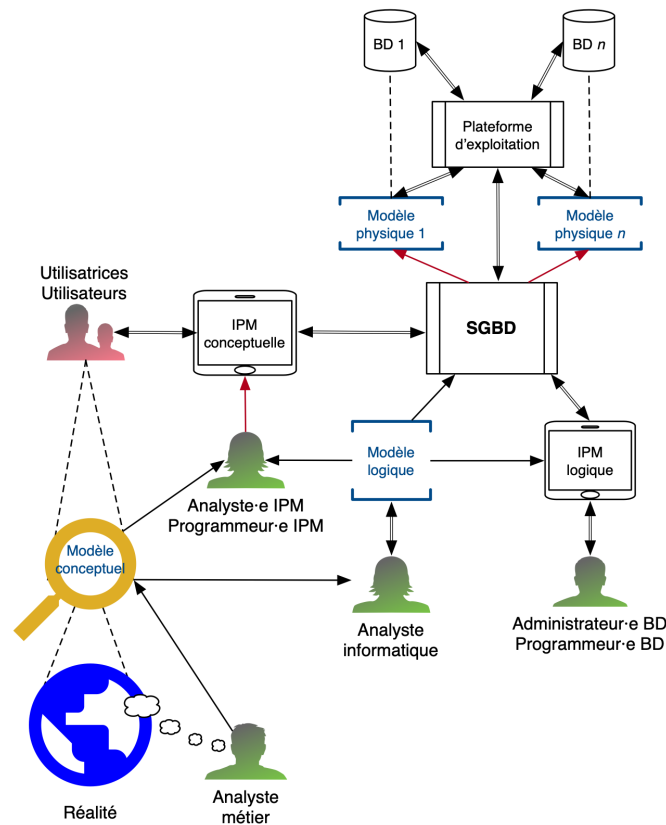 BD 1
BD n
Plateforme
d'exploitation
Modèle
physique 1
Modèle
physique n
Utilisatrices
Utilisateurs
IPM
conceptuelle
SGBD
Modèle
logique
IPM
logique
Analyste·e IPM
Programmeur·e IPM
Modèle
conceptuel
Analyste
informatique
Administrateur·e BD
Programmeur·e BD
Réalité
Analyste
métier